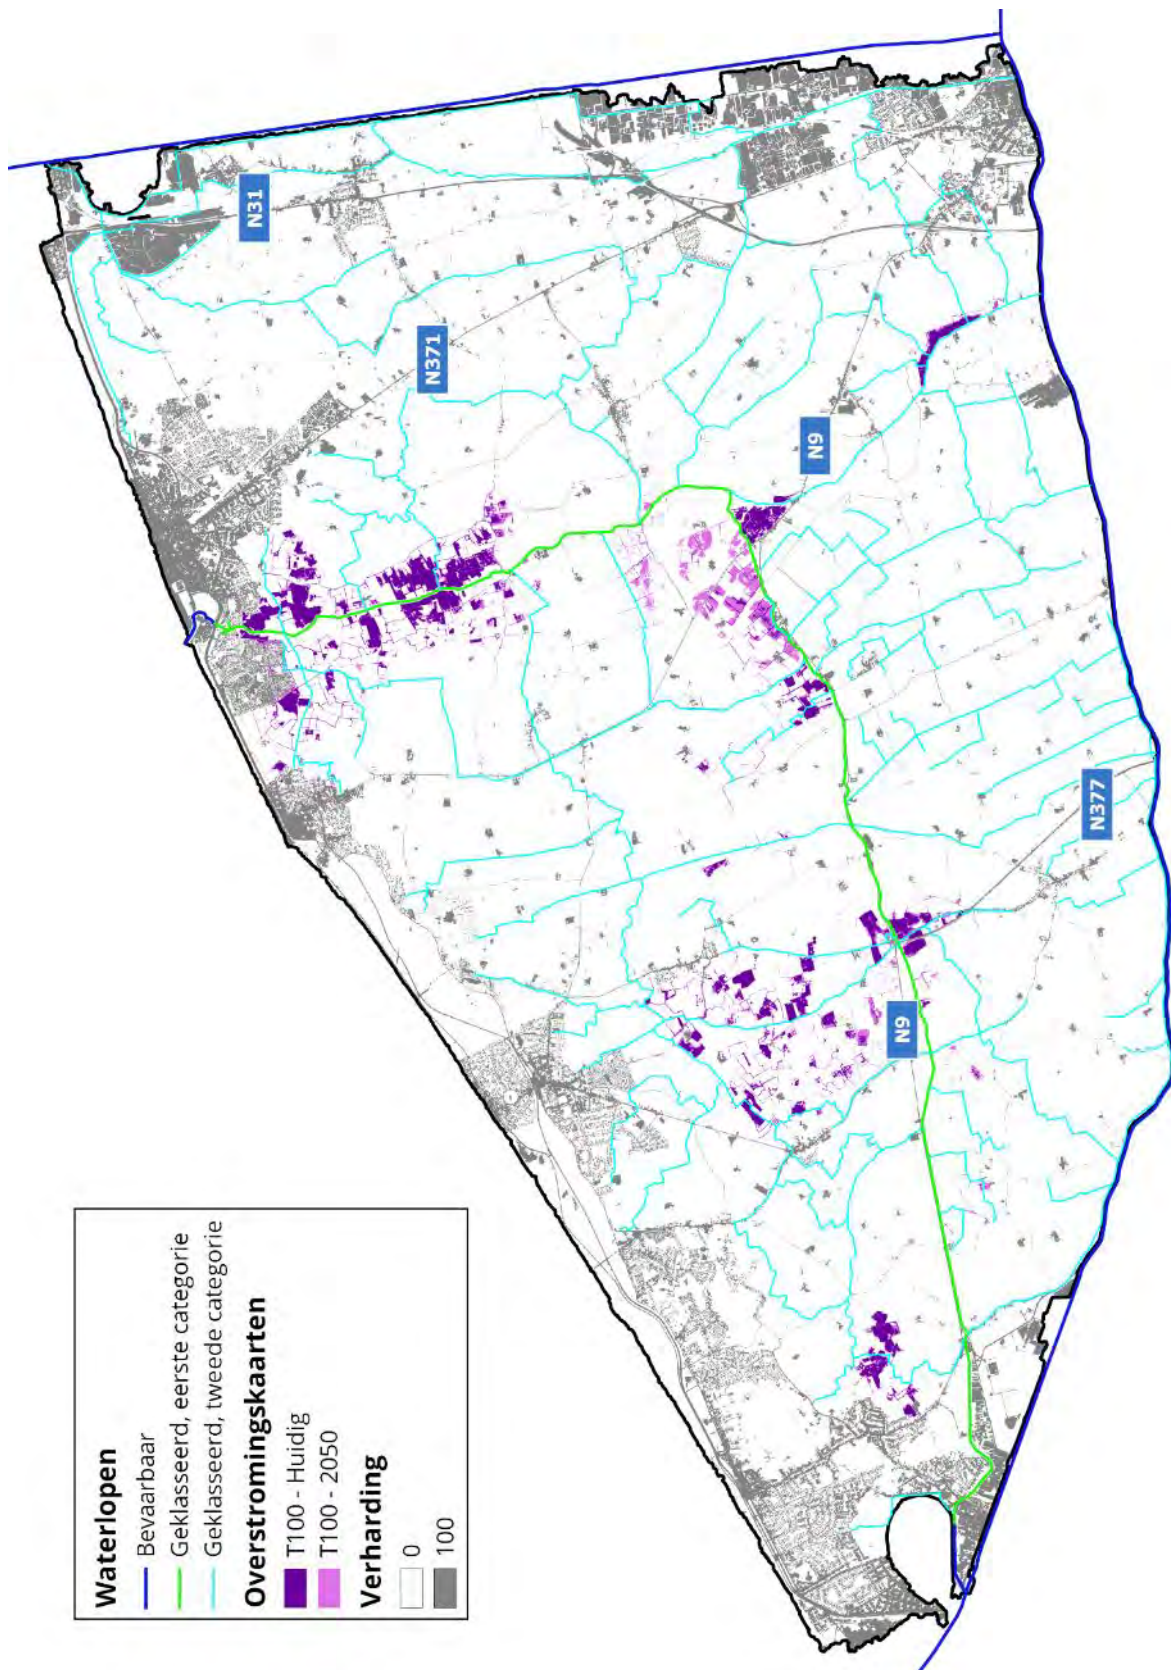 Waterlopen
Bevaarbaar
Geklasseerd, eerste categorie
Geklasseerd, tweede categorie
Overstromingskaarten
T100 - Huidig
T100 - 2050
Verharding
0
100
N31
N371
N9
N377
N9